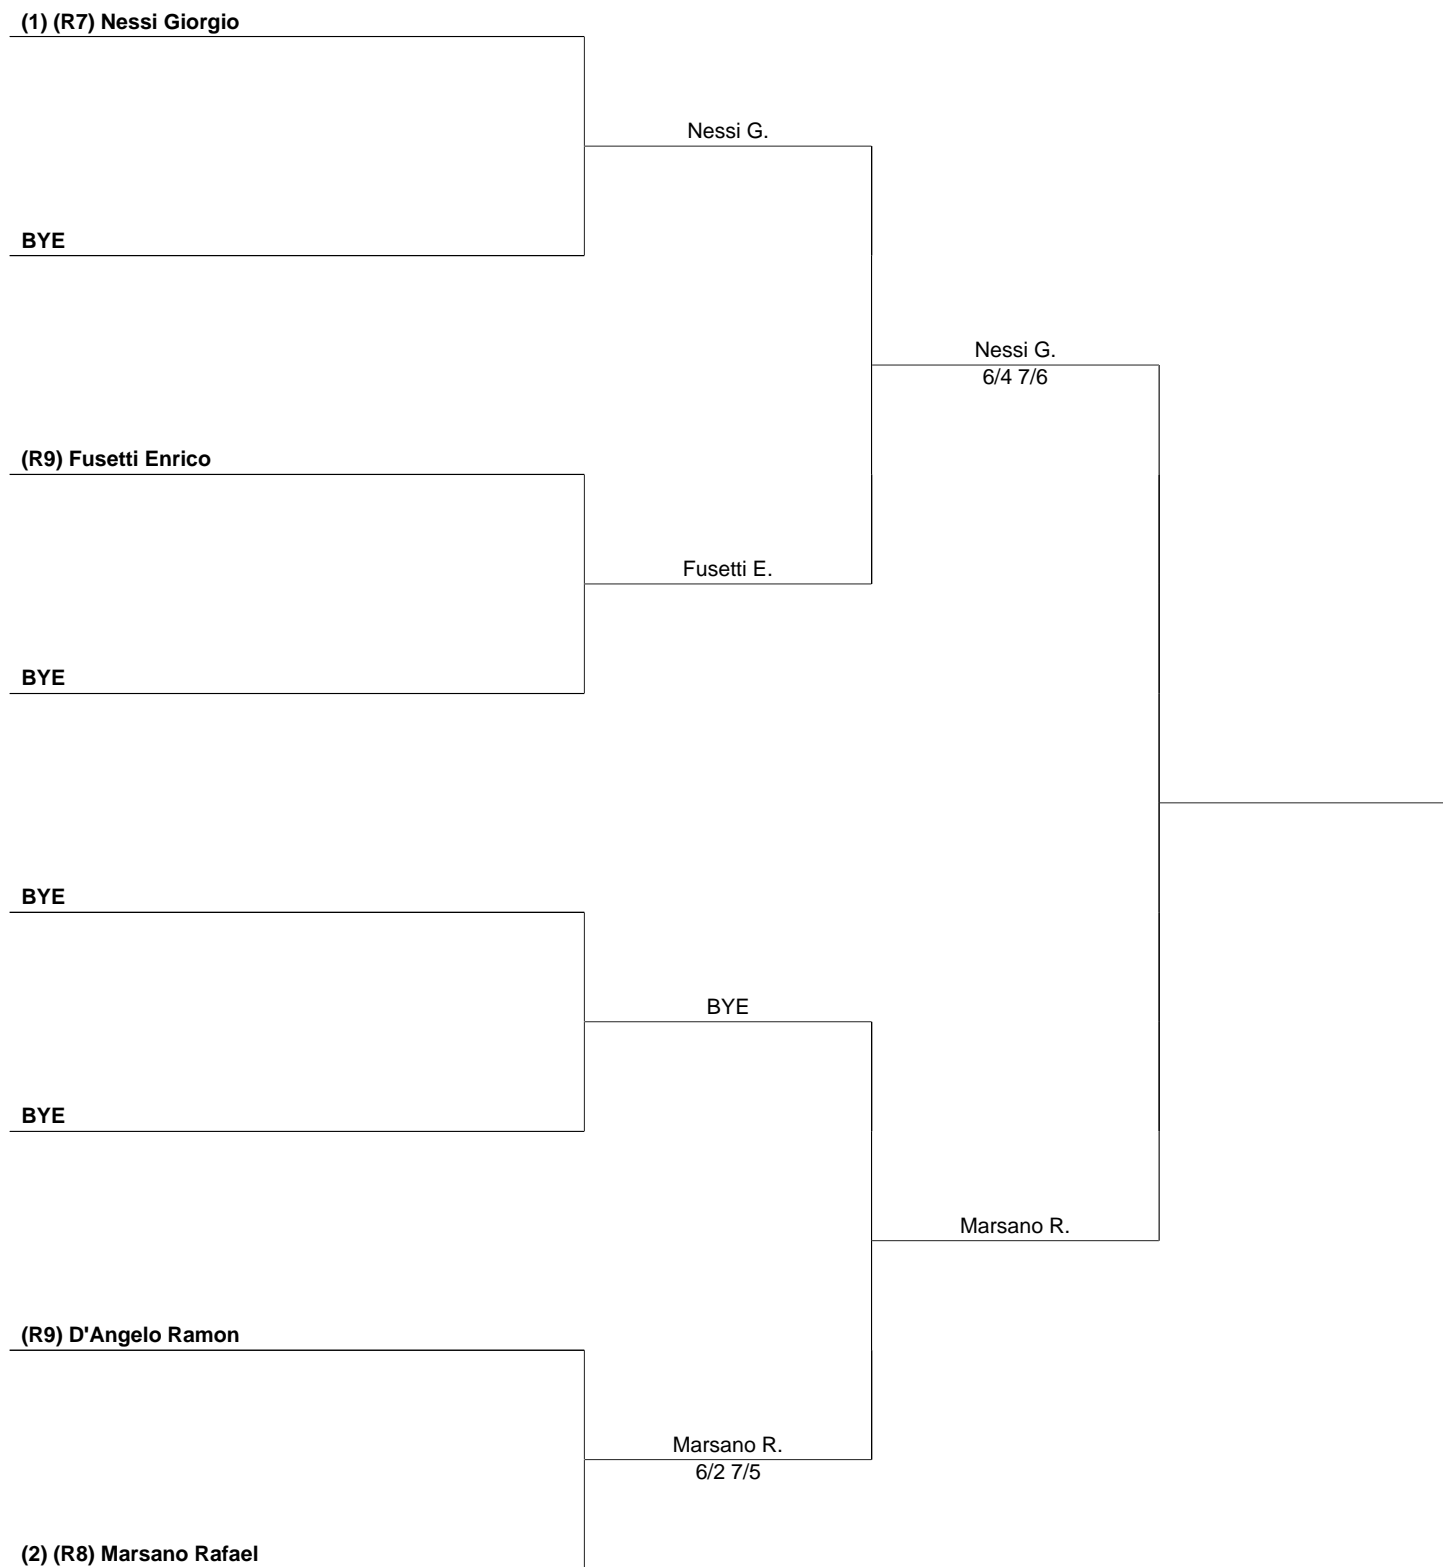 (1) (R7) Nessi Giorgio
Nessi G.
BYE
Nessi G.
6/4 7/6
(R9) Fusetti Enrico
Fusetti E.
BYE
BYE
BYE
BYE
Marsano R.
(R9) D'Angelo Ramon
Marsano R.
6/2 7/5
(2) (R8) Marsano Rafael